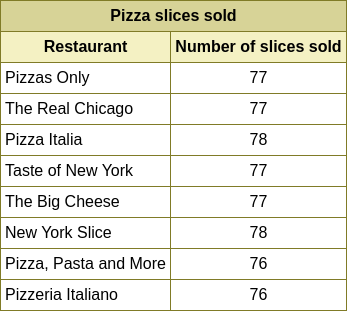 Pizza slices sold
Restaurant Number of slices sold
Pizzas Only 77
The Real Chicago 77
Pizza Italia 78
Taste of New York 77
The Big Cheese 77
New York Slice 78
Pizza, Pasta and More 76
Pizzeria Italiano 76